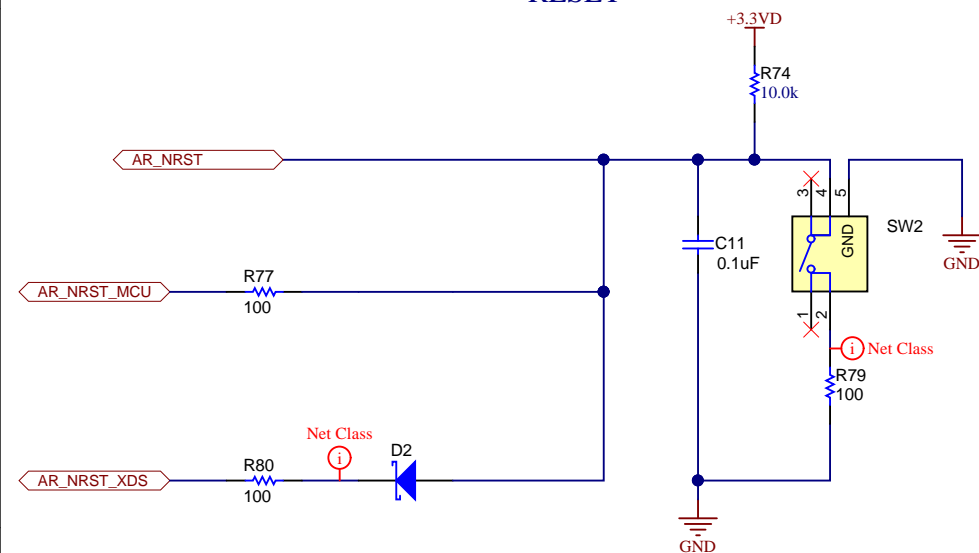 RESET
+3.3VD
R74
10.0k
AR_NRST
3
4
5
GND
SW2
GND
C11
0.1uF
R77
AR_NRST_MCU
100
1
2
i Net Class
R79
100
Net Class
i
D2
R80
AR_NRST_XDS
100
GND